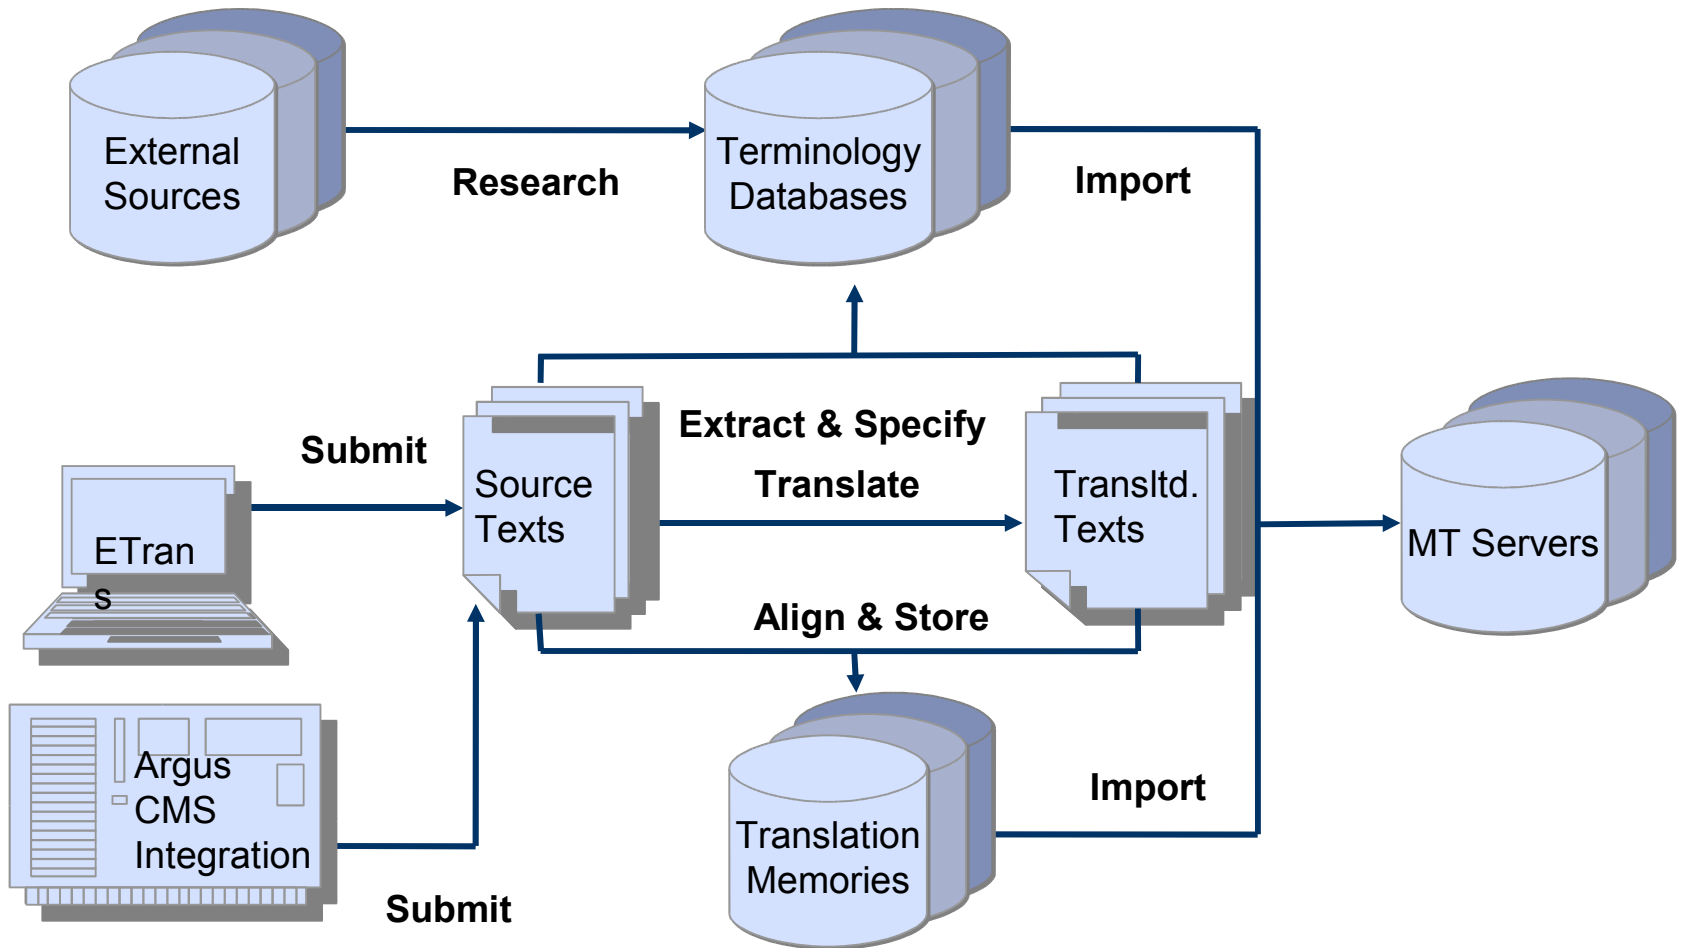 External
Sources
Research
Terminology
Databases
Import
Extract & Specify
Submit
Source
Texts
Translate
Transltd.
Texts
ETran
s
MT Servers
Align & Store
Argus
CMS
Integration
Submit
Translation
Memories
Import